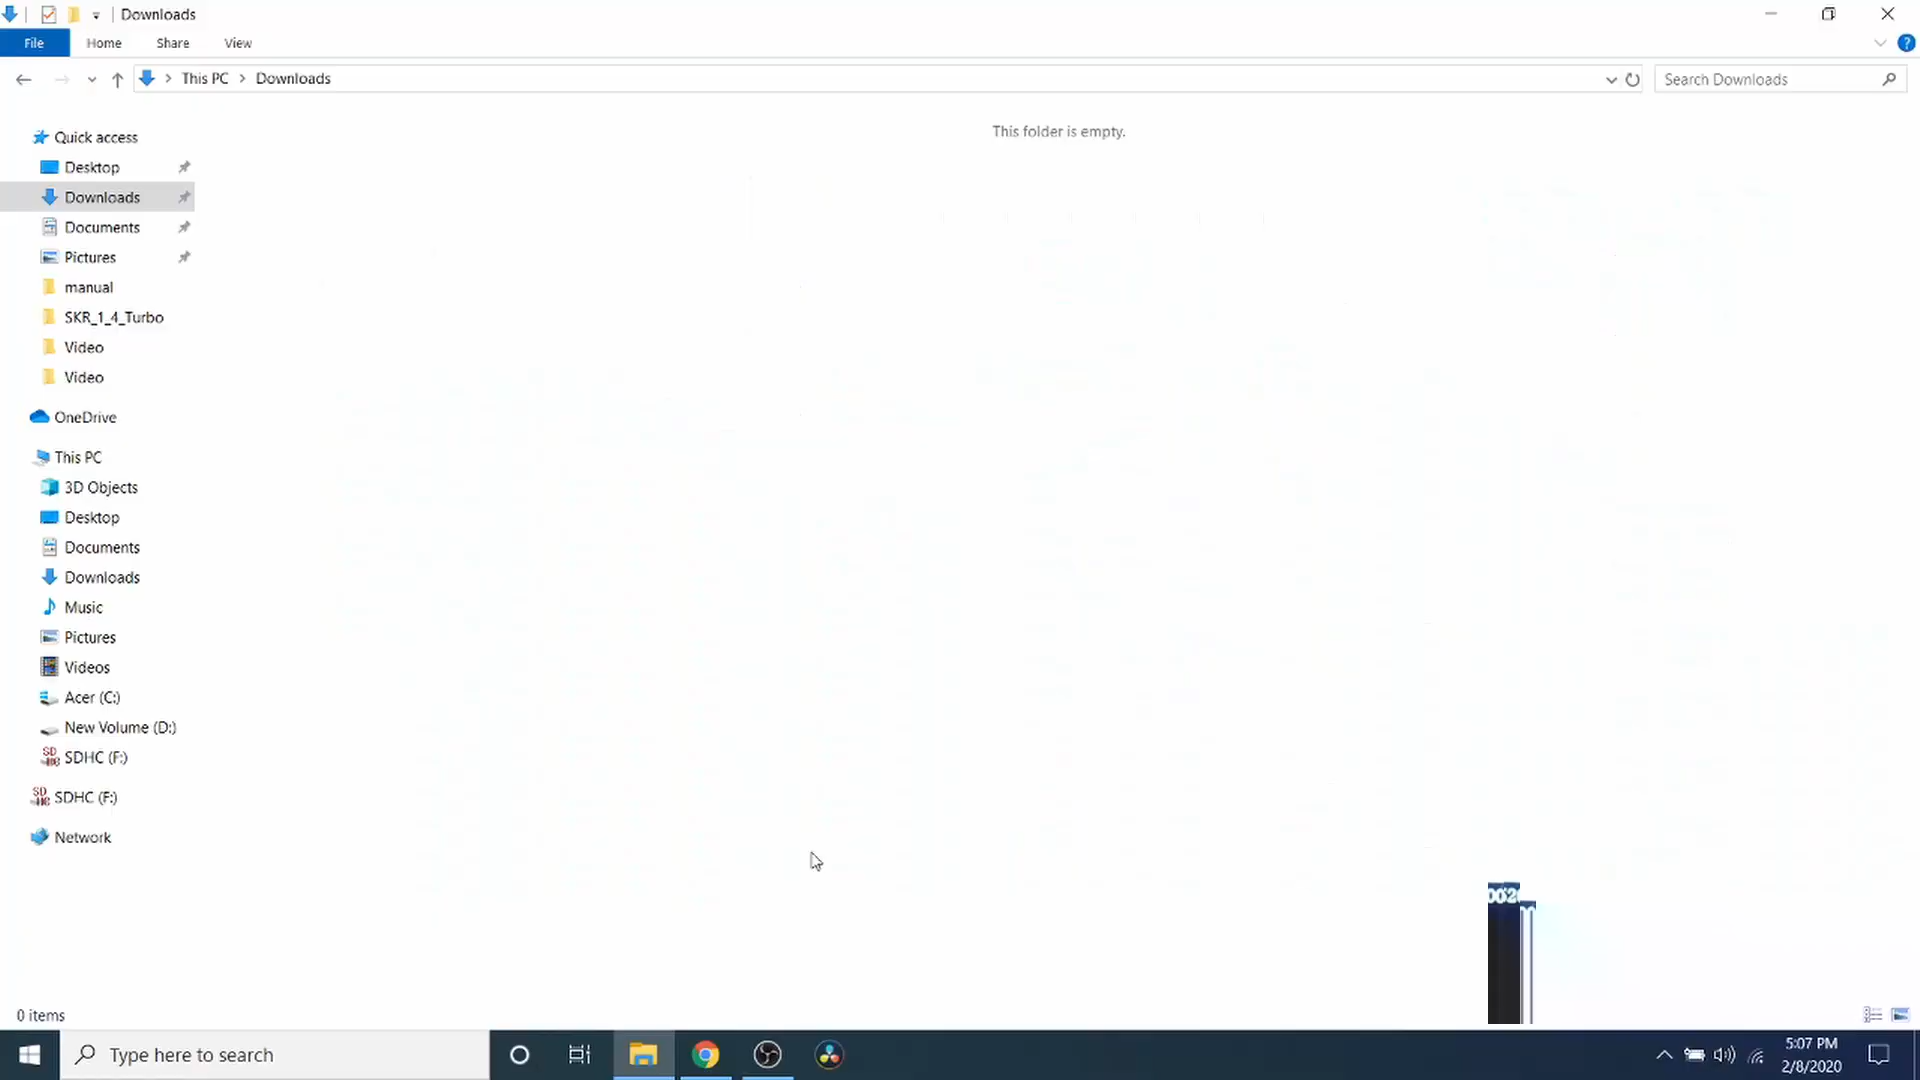 Downloads
File Home Share View
This PC Downloads
Search Downloads
This folder is empty.
Quick access
Desktop
Downloads
Documents
Pictures
manual
SKR_1_4_Turbo
Video
Video
OneDrive
This PC
3D Objects
Desktop
Documents
Downloads
Music
Pictures
Videos
Acer (C:)
New Volume (D:)
SDHC (F:)
SDHC (F:)
Network
0 items
Type here to search
5:07 PM
2/8/2020